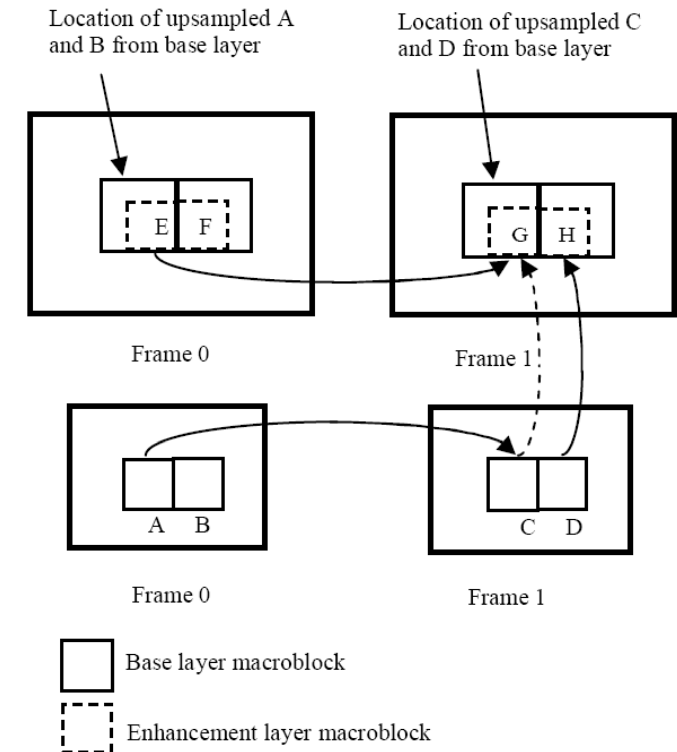 Location of upsampled A
and B from base layer
Location of upsampled C
and D from base layer
E F
G H
Frame 0
Frame 1
A B
C D
Frame 0
Frame 1
Base layer macroblock
Enhancement layer macroblock